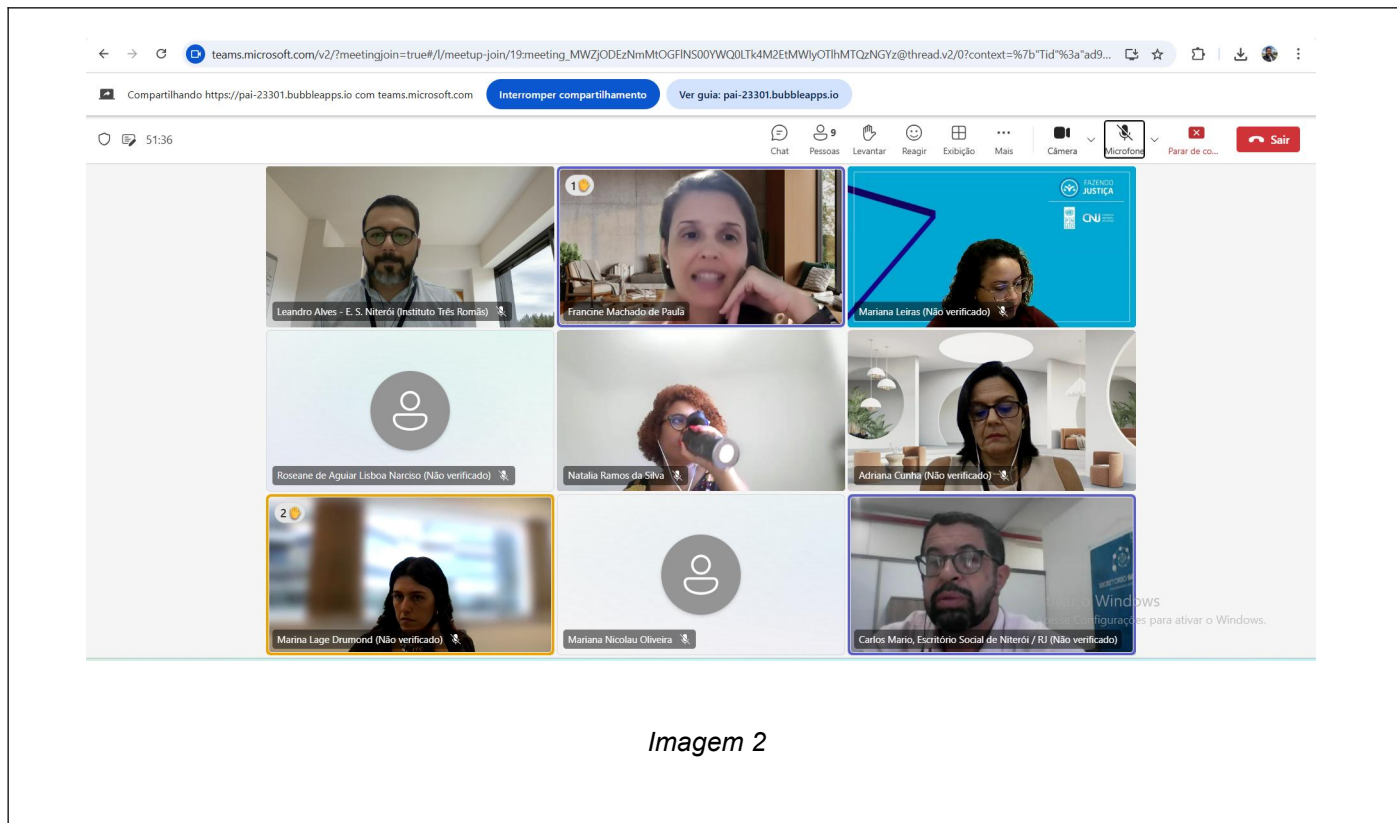 teams.microsoft.com/v2/?meetingjoin=true#/l/meetup-join/19:meeting_MWZjODEzNmMtOGFlNS00YWQ0LTk4M2EtMWIyOTlhMTQzNGYz@thread.v2/0?context=%7b"Tid"%3a"ad9...
Compartilhando https://pai-23301.bubbleapps.io com teams.microsoft.com Interromper compartilhamento Ver guia: pai-23301.bubbleapps.io
51:36 9
Chat Pessoas Levantar Reagir Exibição Mais Câmera Microfone Parar de co... Sair
1
FAZENDO
JUSTIÇA
CNJ
Leandro Alves - E. S. Niterói (Instituto Três Romãs) Francine Machado de Paula Mariana Leiras (Não verificado)
Roseane de Aguiar Lisboa Narciso (Não verificado) Natalia Ramos da Silva Adriana Cunha (Não verificado)
2
Windows
Configurações para ativar o Windows.
Marina Lage Drumond (Não verificado) Mariana Nicolau Oliveira Carlos Mario, Escritório Social de Niterói / RJ (Não verificado)
Imagem 2